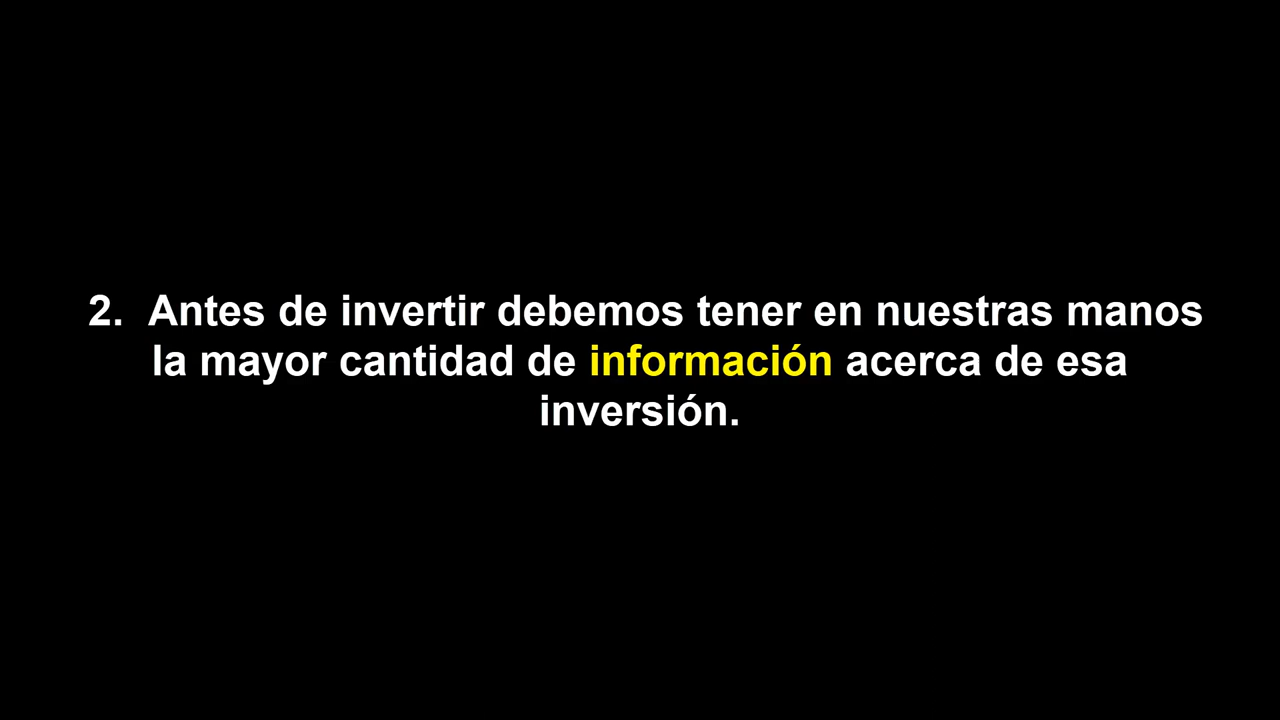 2. Antes de invertir debemos tener en nuestras manos
la mayor cantidad de información acerca de esa
inversión.